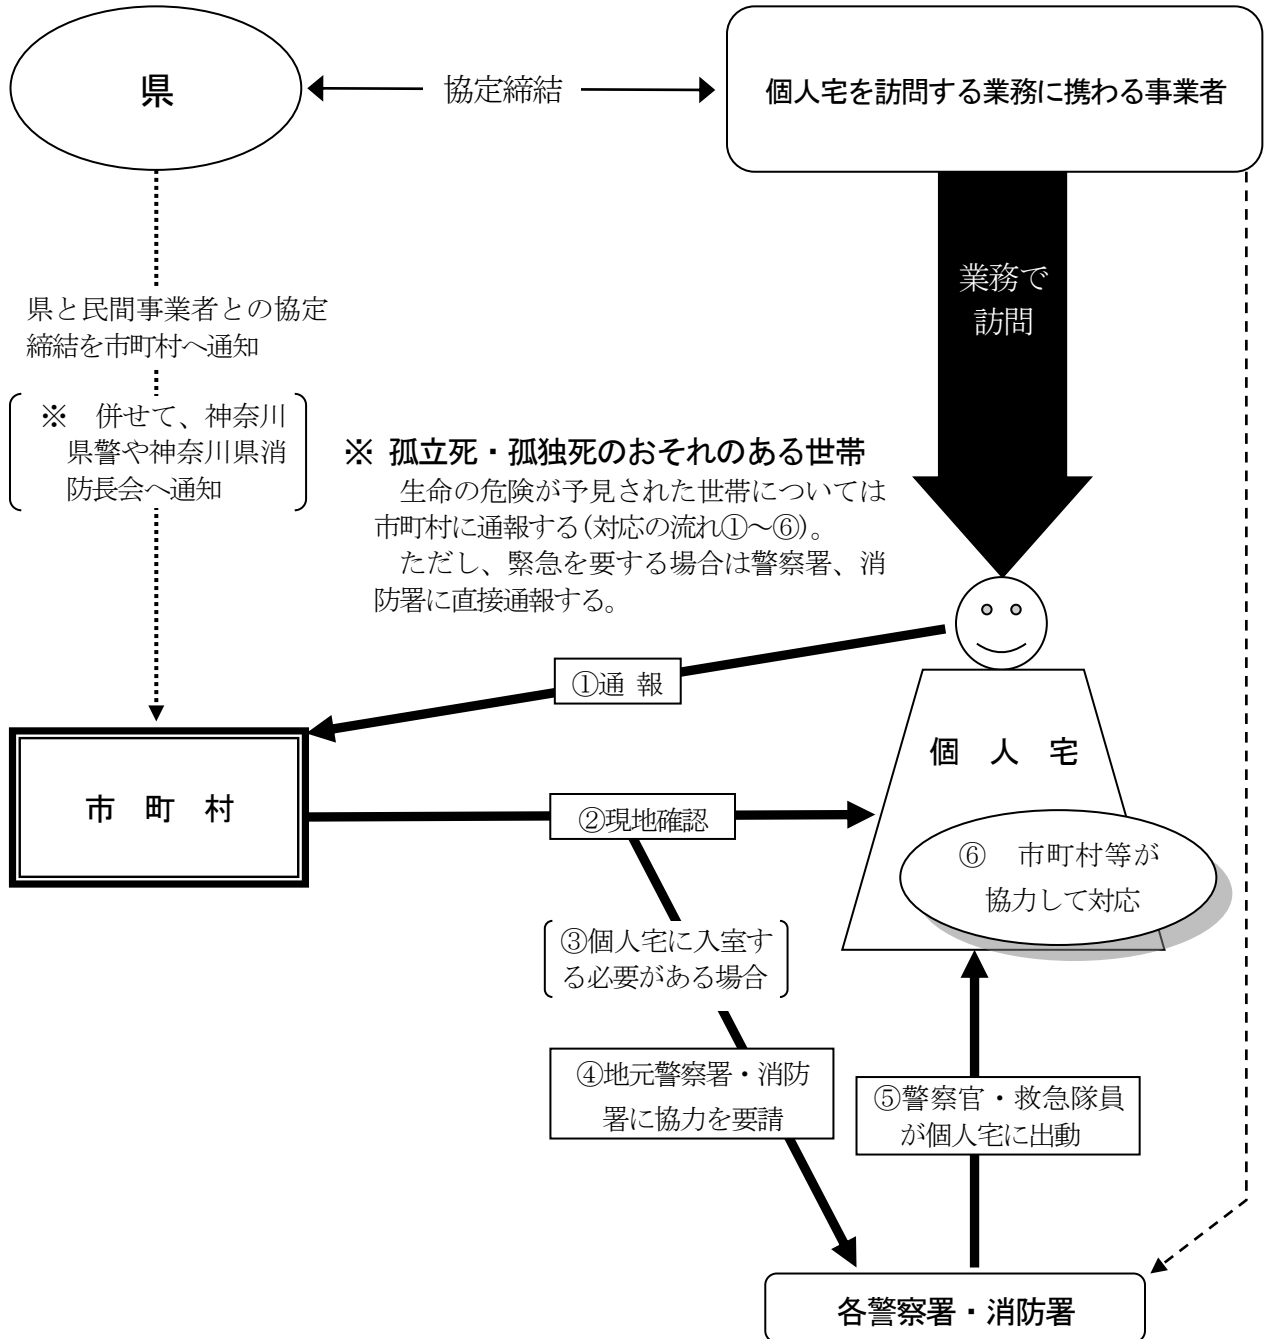 県
協定締結
個人宅を訪問する業務に携わる事業者
業務で
訪問
県と民間事業者との協定
締結を市町村へ通知
※　併せて、神奈川
県警や神奈川県消
防長会へ通知
※ 孤立死・孤独死のおそれのある世帯
生命の危険が予見された世帯については
市町村に通報する(対応の流れ①～⑥)。
ただし、緊急を要する場合は警察署、消
防署に直接通報する。
①通 報
市　町　村
個　人　宅
②現地確認
⑥　市町村等が
協力して対応
③個人宅に入室す
る必要がある場合
④地元警察署・消防
署に協力を要請
⑤警察官・救急隊員
が個人宅に出動
各警察署・消防署